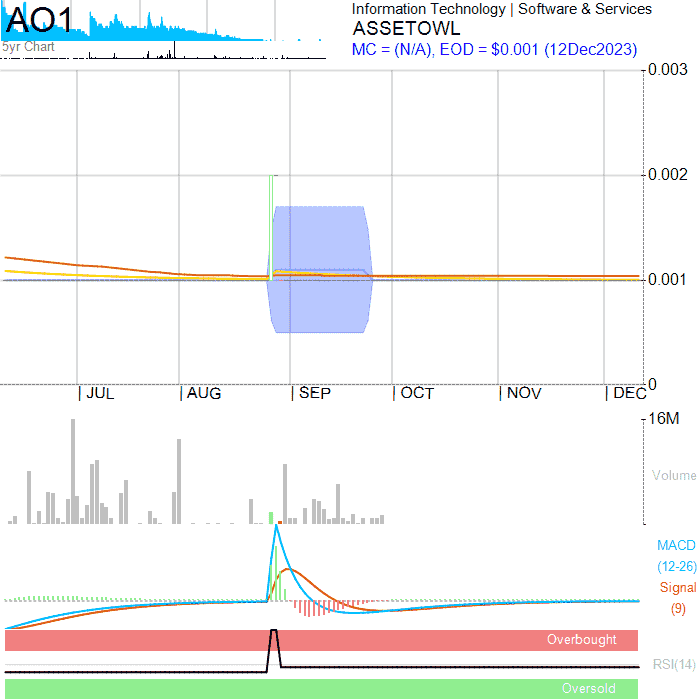 AO1
Information Technology | Software & Services
ASSETOWL
5yr Chart
MC = (N/A), EOD = $0.001 (12Dec2023)
0.003
0.002
0.001
0
| JUL | AUG | SEP | OCT | NOV | DEC
16M
Volume
MACD
(12-26)
Signal
(9)
Overbought
RSI(14)
Oversold